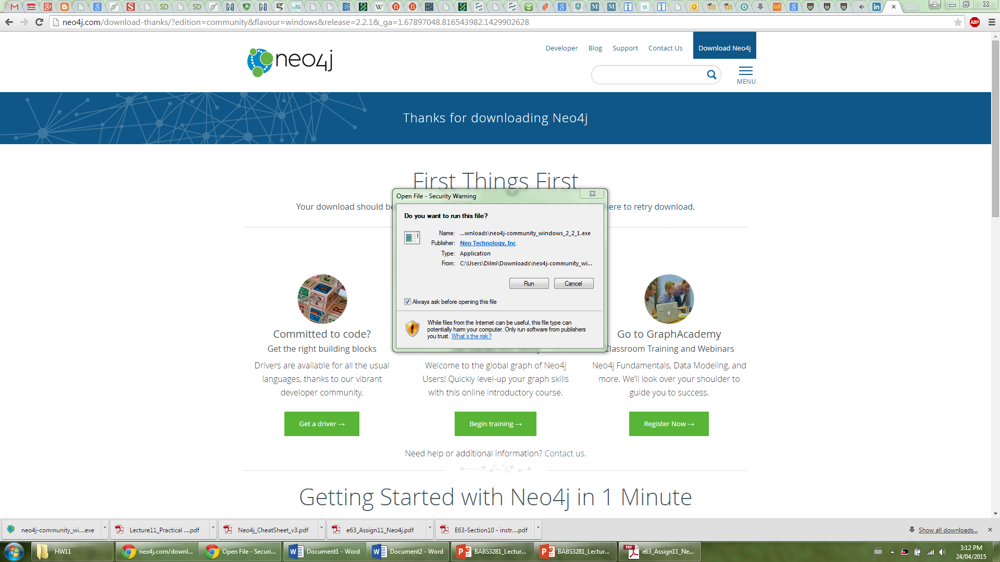 neo4j.com/download-thanks/?edition=community&flavour=windows&release=2.2.1&_ga=1.67897048.816543982.1429902628
ABP
neo4j
Developer Blog Support Contact Us Download Neo4j
MENU
Thanks for downloading Neo4j
First Things First
Your download should be
ere to retry download.
Open File - Security Warning
Do you want to run this file?
Name: ...wnloads\neo4j-community_windows_2_2_1.exe
Publisher: Neo Technology, Inc
Type: Application
From: C:\Users\Dilmi\Downloads\neo4j-community_wi...
Run Cancel
Always ask before opening this file
While files from the Internet can be useful, this file type can
potentially harm your computer. Only run software from publishers
you trust. What's the risk?
Committed to code?
Get the right building blocks
Drivers are available for all the usual
languages, thanks to our vibrant
developer community.
Get a driver →
Welcome to the global graph of Neo4j
Users! Quickly level-up your graph skills
with this online introductory course.
Begin training →
Go to GraphAcademy
Classroom Training and Webinars
Neo4j Fundamentals, Data Modeling, and
more. We'll look over your shoulder to
guide you to success.
Register Now →
Need help or additional information? Contact us.
Getting Started with Neo4j in 1 Minute
neo4j-community_wi....exe Lecture11_Practical ....pdf Neo4j_CheatSheet_v3.pdf e63_Assign11_Neo4j.pdf E63-Section10 - instr....pdf Show all downloads...
HW11 neo4j.com/downl... Open File - Securi... Document1 - Word Document2 - Word BABS3281_Lectur... BABS3281_Lectur... e63_Assign11_Ne...
3:12 PM
24/04/2015